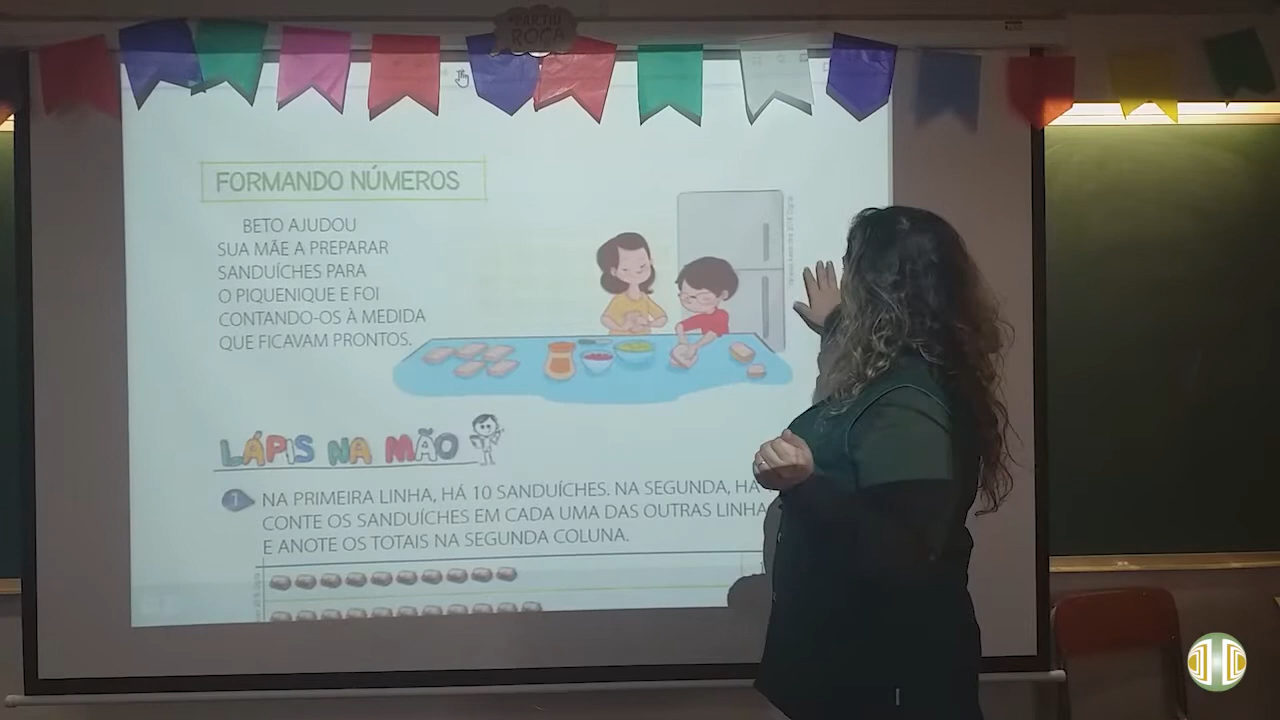 ROÇA
FORMANDO NÚMEROS
BETO AJUDOU
SUA MÃE A PREPARAR
SANDUÍCHES PARA
O PIQUENIQUE E FOI
CONTANDO-OS À MEDIDA
QUE FICAVAM PRONTOS.
LÁPIS NA MÃO
1 NA PRIMEIRA LINHA, HÁ 10 SANDUÍCHES. NA SEGUNDA, HÁ
CONTE OS SANDUÍCHES EM CADA UMA DAS OUTRAS LINHA
E ANOTE OS TOTAIS NA SEGUNDA COLUNA.